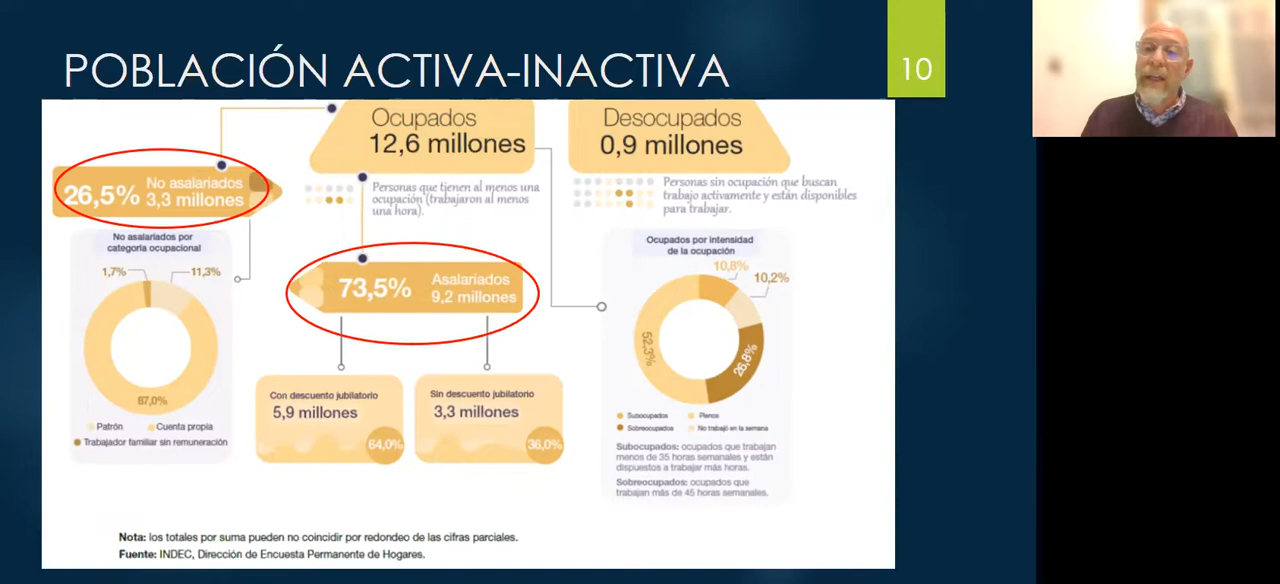 POBLACIÓN ACTIVA-INACTIVA
10
Ocupados
12,6 millones
Desocupados
0,9 millones
26,5%
No asalariados
3,3 millones
Personas que tienen al menos una
ocupación (trabajaron al menos
una hora).
Personas sin ocupación que buscan
trabajo activamente y están disponibles
para trabajar.
No asalariados por
categoría ocupacional
1,7%
11,3%
87,0%
Patrón
Cuenta propia
Trabajador familiar sin remuneración
73,5%
Asalariados
9,2 millones
Con descuento jubilatorio
5,9 millones
64,0%
Sin descuento jubilatorio
3,3 millones
36,0%
Ocupados por intensidad
de la ocupación
10,8%
10,2%
52,3%
26,8%
Subocupados
Plenos
Sobreocupados
No trabajó en la semana
Subocupados: ocupados que trabajan
menos de 35 horas semanales y están
dispuestos a trabajar más horas.
Sobreocupados: ocupados que
trabajan más de 45 horas semanales.
Nota: los totales por suma pueden no coincidir por redondeo de las cifras parciales.
Fuente: INDEC, Dirección de Encuesta Permanente de Hogares.